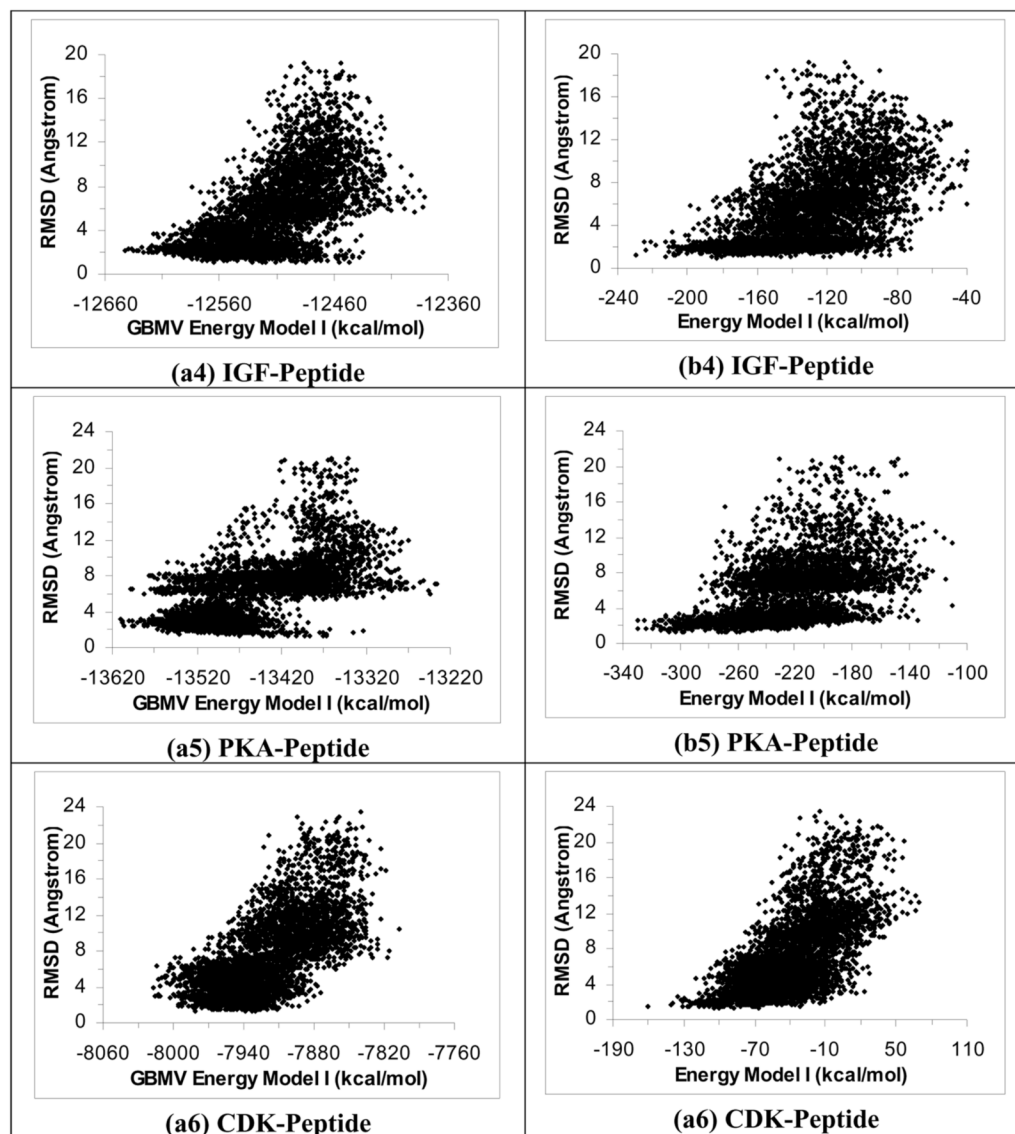 20
16
12
8
4
0
RMSD (Angstrom)
-12660 -12560 -12460 -12360
GBMV Energy Model I (kcal/mol)
(a4) IGF-Peptide
20
16
12
8
4
0
RMSD (Angstrom)
-240 -200 -160 -120 -80 -40
Energy Model I (kcal/mol)
(b4) IGF-Peptide
24
20
16
12
8
4
0
RMSD (Angstrom)
-13620 -13520 -13420 -13320 -13220
GBMV Energy Model I (kcal/mol)
(a5) PKA-Peptide
24
20
16
12
8
4
0
RMSD (Angstrom)
-340 -300 -260 -220 -180 -140 -100
Energy Model I (kcal/mol)
(b5) PKA-Peptide
24
20
16
12
8
4
0
RMSD (Angstrom)
-8060 -8000 -7940 -7880 -7820 -7760
GBMV Energy Model I (kcal/mol)
(a6) CDK-Peptide
24
20
16
12
8
4
0
RMSD (Angstrom)
-190 -130 -70 -10 50 110
Energy Model I (kcal/mol)
(a6) CDK-Peptide